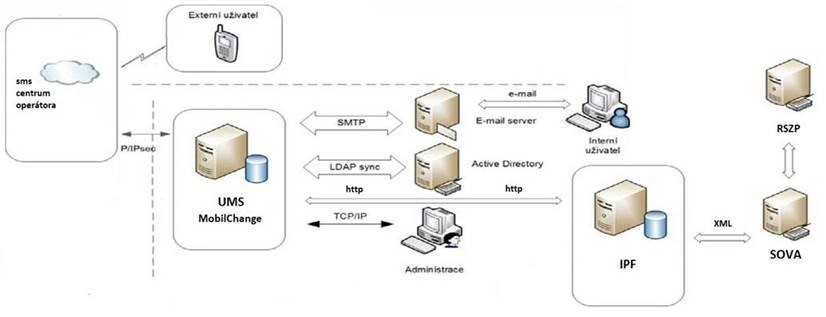 Externí uživatel
sms
centrum
operátora
P/IPsec
UMS
MobilChange
SMTP
LDAP sync
http
http
TCP/IP
e-mail
E-mail server
Active Directory
Administrace
Interní
uživatel
IPF
XML
RSZP
SOVA